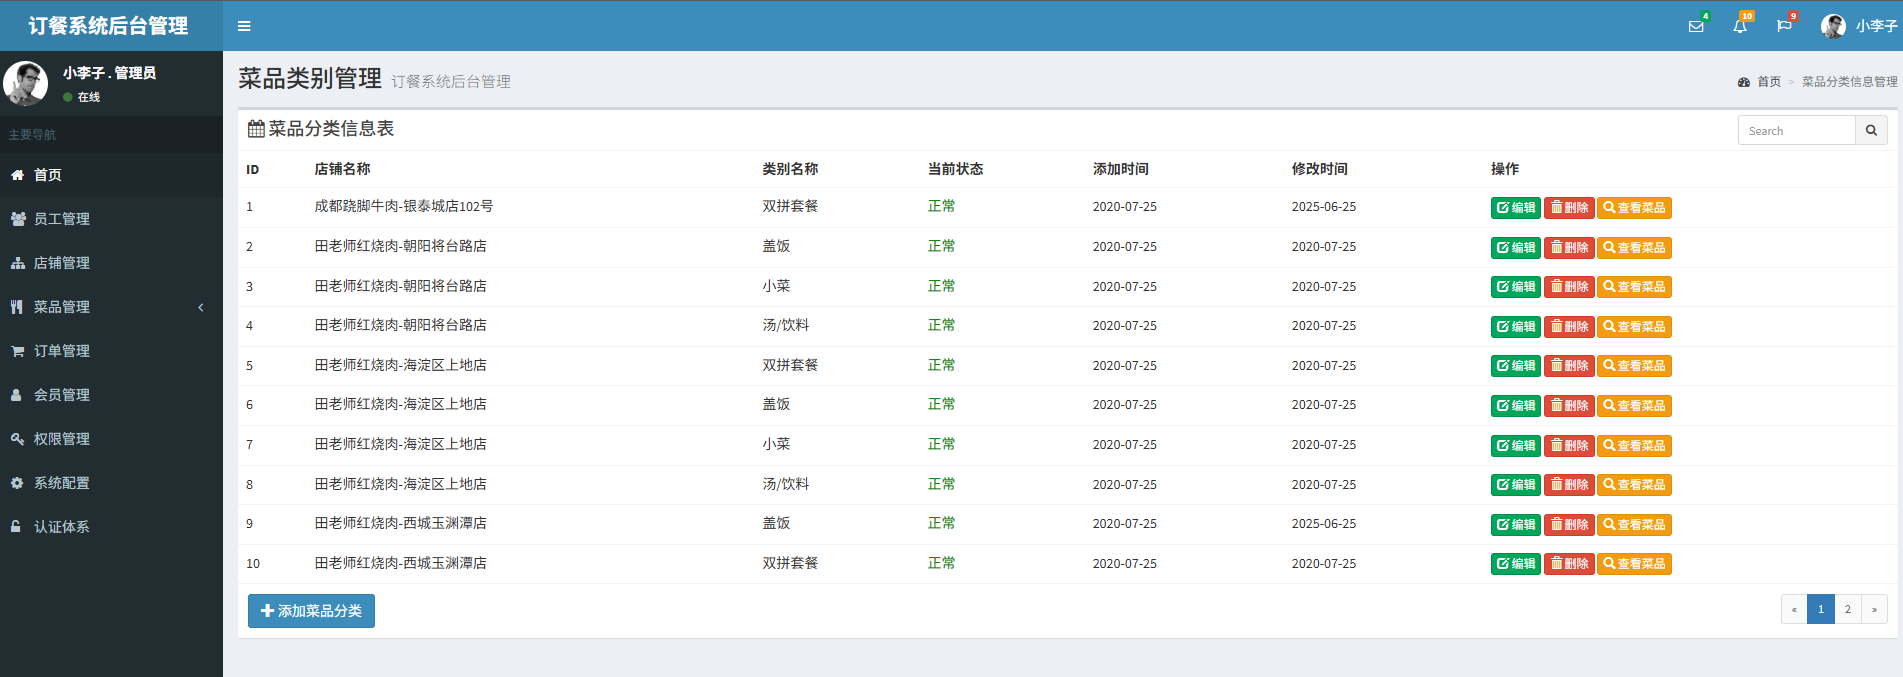 订餐系统后台管理
4
10
9
小李子
小李子 . 管理员
在线
主要导航
首页
员工管理
店铺管理
菜品管理
订单管理
会员管理
权限管理
系统配置
认证体系
菜品类别管理 订餐系统后台管理
首页 > 菜品分类信息管理
菜品分类信息表
Search
ID 店铺名称 类别名称 当前状态 添加时间 修改时间 操作
1 成都跷脚牛肉-银泰城店102号 双拼套餐 正常 2020-07-25 2025-06-25 编辑 删除 查看菜品
2 田老师红烧肉-朝阳将台路店 盖饭 正常 2020-07-25 2020-07-25 编辑 删除 查看菜品
3 田老师红烧肉-朝阳将台路店 小菜 正常 2020-07-25 2020-07-25 编辑 删除 查看菜品
4 田老师红烧肉-朝阳将台路店 汤/饮料 正常 2020-07-25 2020-07-25 编辑 删除 查看菜品
5 田老师红烧肉-海淀区上地店 双拼套餐 正常 2020-07-25 2020-07-25 编辑 删除 查看菜品
6 田老师红烧肉-海淀区上地店 盖饭 正常 2020-07-25 2020-07-25 编辑 删除 查看菜品
7 田老师红烧肉-海淀区上地店 小菜 正常 2020-07-25 2020-07-25 编辑 删除 查看菜品
8 田老师红烧肉-海淀区上地店 汤/饮料 正常 2020-07-25 2020-07-25 编辑 删除 查看菜品
9 田老师红烧肉-西城玉渊潭店 盖饭 正常 2020-07-25 2025-06-25 编辑 删除 查看菜品
10 田老师红烧肉-西城玉渊潭店 双拼套餐 正常 2020-07-25 2020-07-25 编辑 删除 查看菜品
添加菜品分类
« 1 2 »